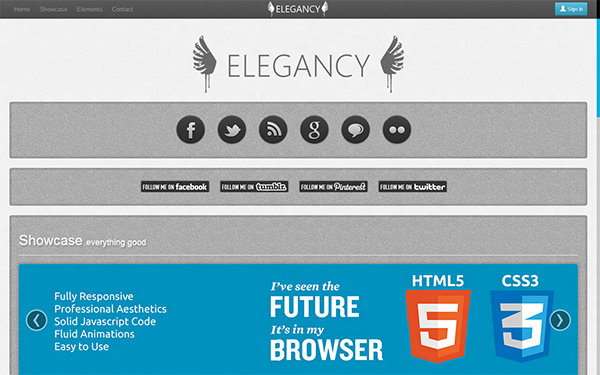 Home Showcase Elements Contact ELEGANCY Sign in
ELEGANCY
FOLLOW ME ON facebook FOLLOW ME ON tumblr. FOLLOW ME ON Pinterest FOLLOW ME ON twitter
Showcase everything good
Fully Responsive
Professional Aesthetics
Solid Javascript Code
Fluid Animations
Easy to Use
I've seen the
FUTURE
It's in my
BROWSER
HTML5 CSS3